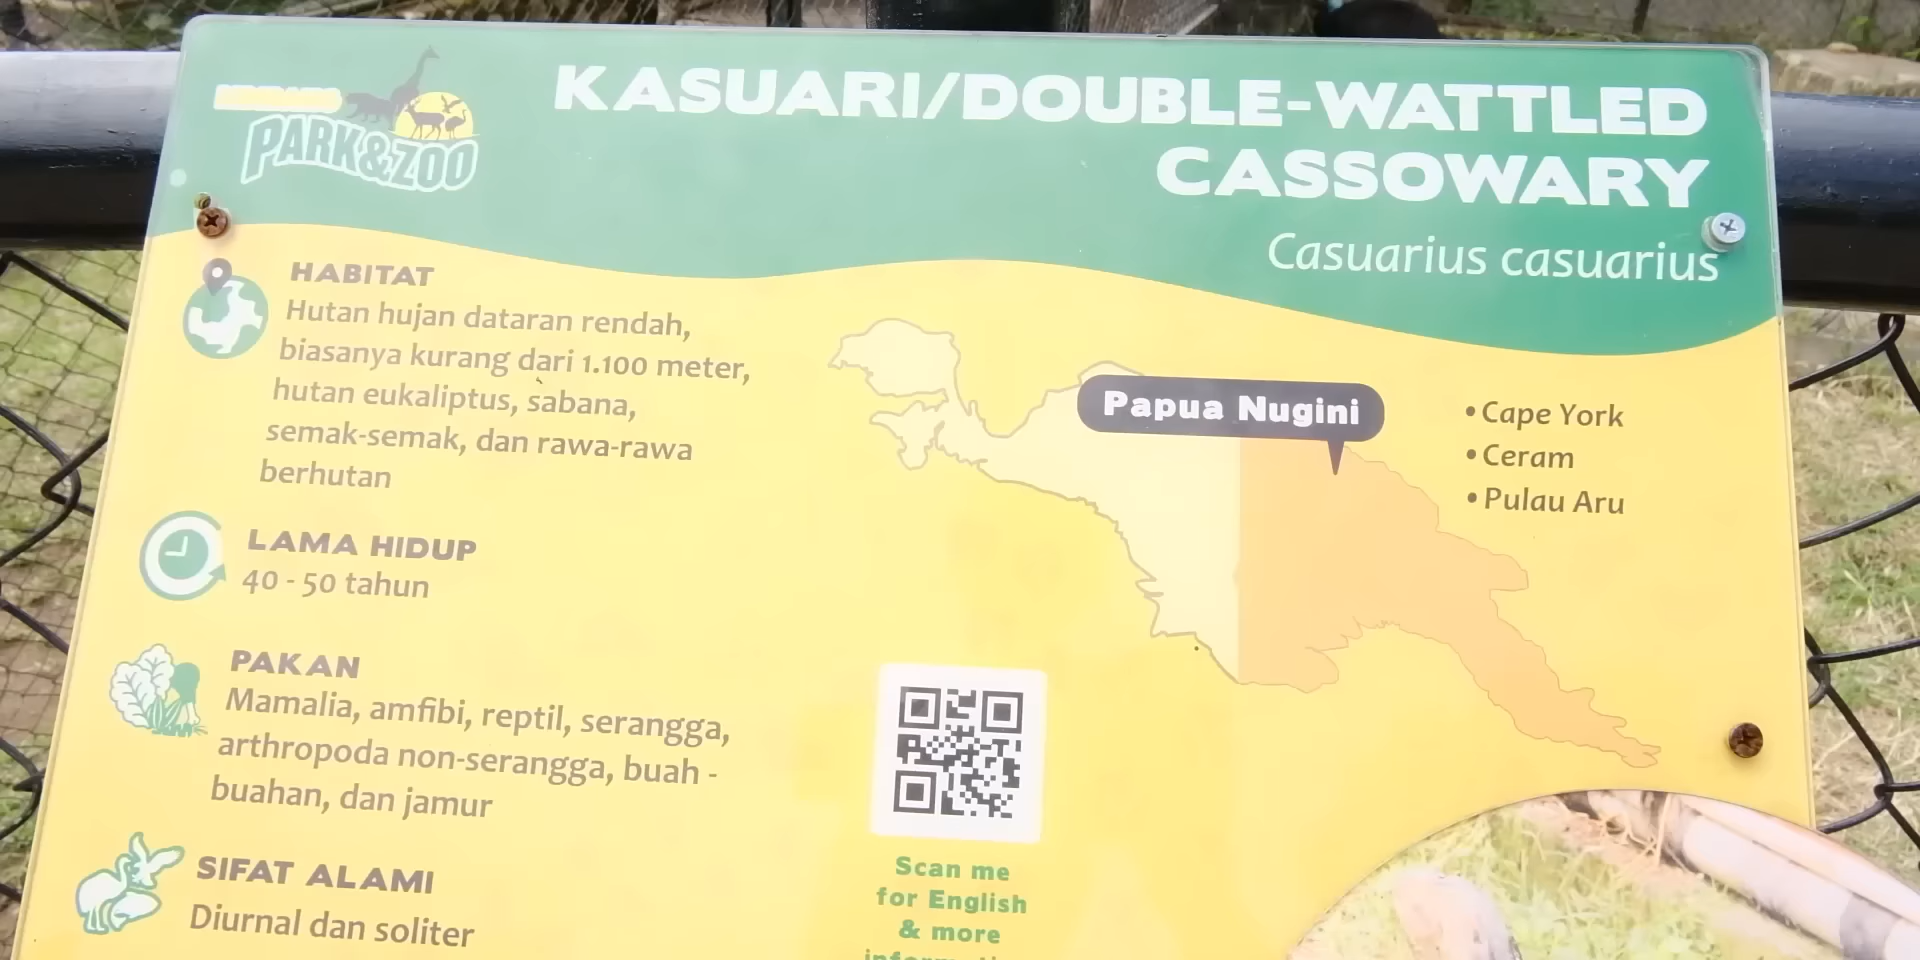 PARK&ZOO
KASUARI/DOUBLE-WATTLED
CASSOWARY
Casuarius casuarius
HABITAT
Hutan hujan dataran rendah,
biasanya kurang dari 1.100 meter,
hutan eukaliptus, sabana,
semak-semak, dan rawa-rawa
berhutan
LAMA HIDUP
40 - 50 tahun
PAKAN
Mamalia, amfibi, reptil, serangga,
arthropoda non-serangga, buah -
buahan, dan jamur
SIFAT ALAMI
Diurnal dan soliter
Papua Nugini
• Cape York
• Ceram
• Pulau Aru
Scan me
for English
& more